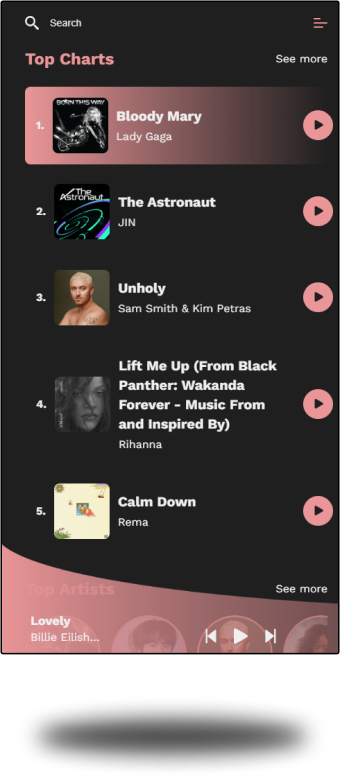 Search
Top Charts
See more
1.
BORN THIS WAY
Bloody Mary
Lady Gaga
2.
The
Astronaut
The Astronaut
JIN
3.
Unholy
Sam Smith & Kim Petras
4.
Lift Me Up (From Black
Panther: Wakanda
Forever - Music From
and Inspired By)
Rihanna
5.
Calm Down
Rema
Top Artists
See more
Lovely
Billie Eilish...